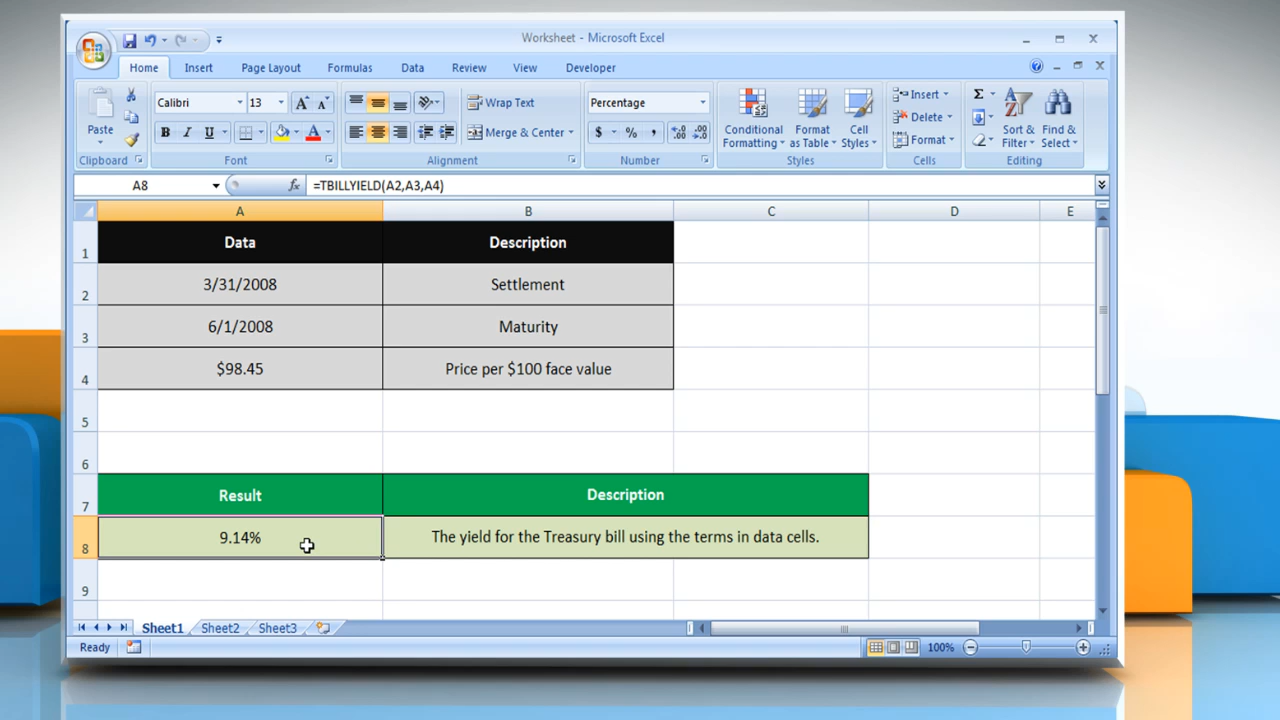 Worksheet - Microsoft Excel
Home Insert Page Layout Formulas Data Review View Developer
Calibri 13 Wrap Text Percentage Insert Σ
Paste B I U A Merge & Center $ % , Conditional Formatting Format as Table Cell Styles Delete Format Sort & Filter Find & Select
Clipboard Font Alignment Number Styles Cells Editing
A8 fx =TBILLYIELD(A2,A3,A4)
A B C D E
1 Data Description
2 3/31/2008 Settlement
3 6/1/2008 Maturity
4 $98.45 Price per $100 face value
5
6
7 Result Description
8 9.14% The yield for the Treasury bill using the terms in data cells.
9
Sheet1 Sheet2 Sheet3
Ready 100%